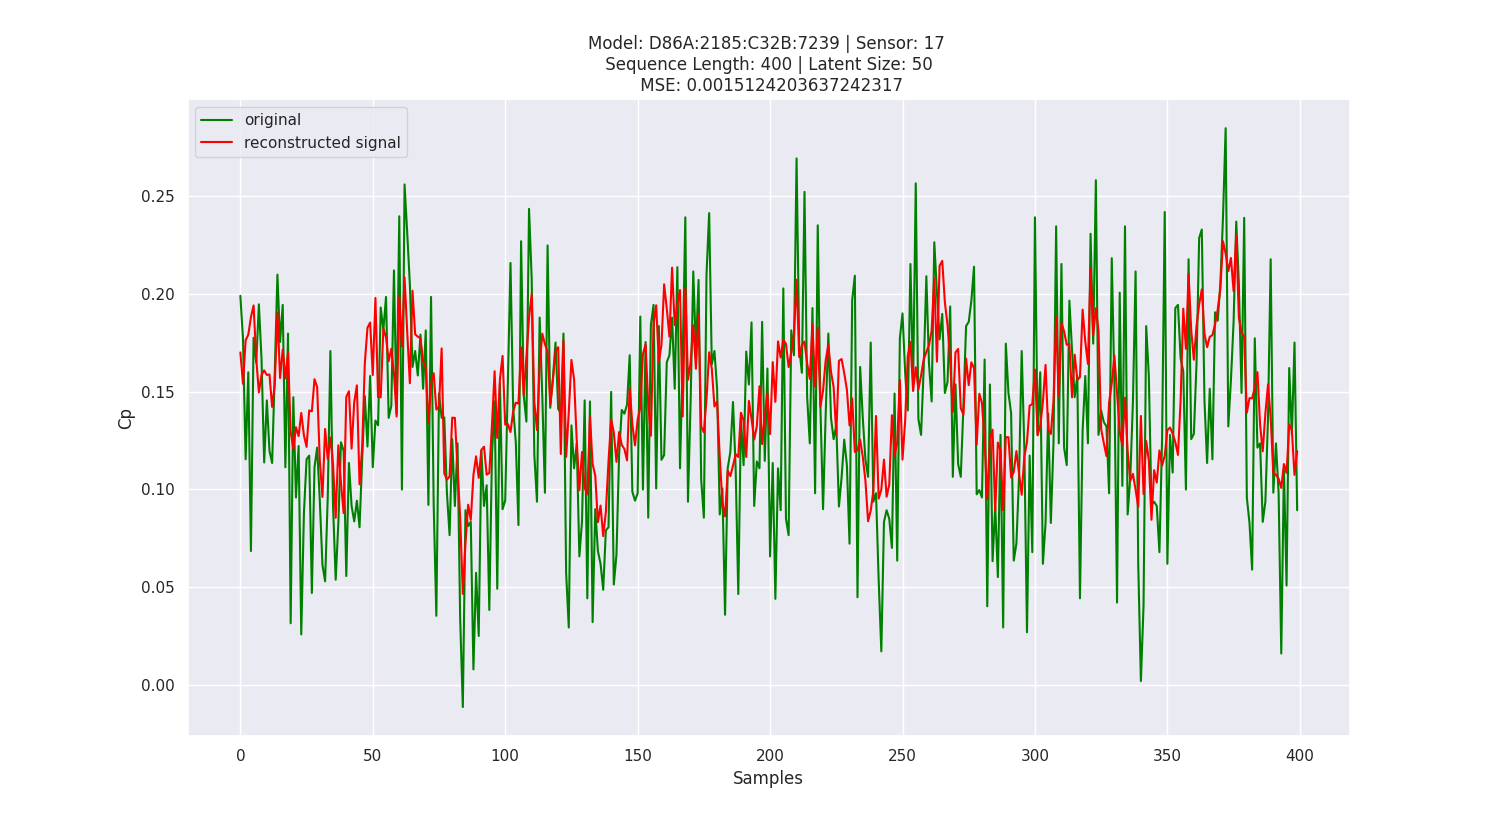 Model: D86A:2185:C32B:7239 | Sensor: 17
Sequence Length: 400 | Latent Size: 50
MSE: 0.0015124203637242317
original
reconstructed signal
0.25
0.20
0.15
0.10
0.05
0.00
Cp
0 50 100 150 200 250 300 350 400
Samples